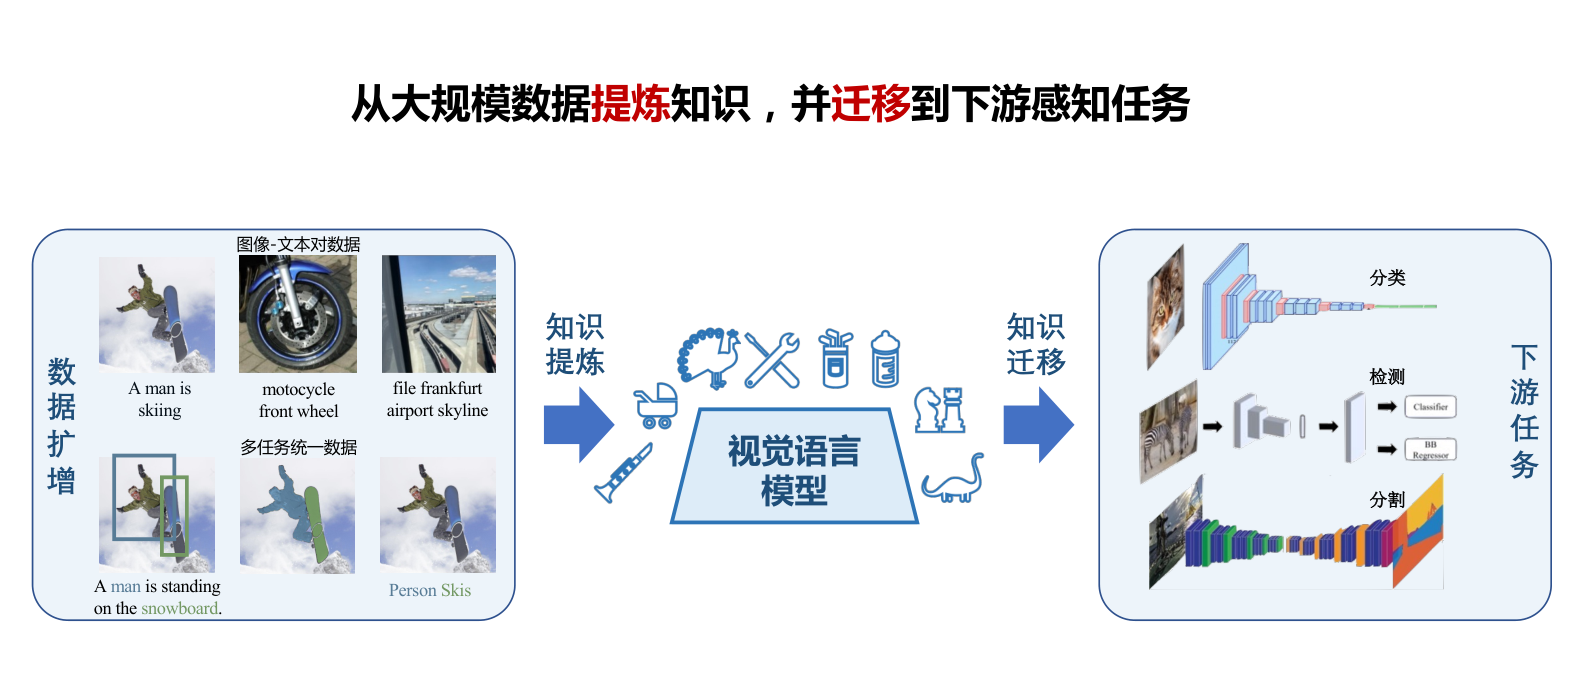 从大规模数据提炼知识，并迁移到下游感知任务
数据扩增
图像-文本对数据
A man is
skiing
motocycle
front wheel
file frankfurt
airport skyline
多任务统一数据
A man is standing
on the snowboard.
Person Skis
知识
提炼
视觉语言
模型
知识
迁移
分类
检测
Classifier
BB
Regressor
分割
下游任务